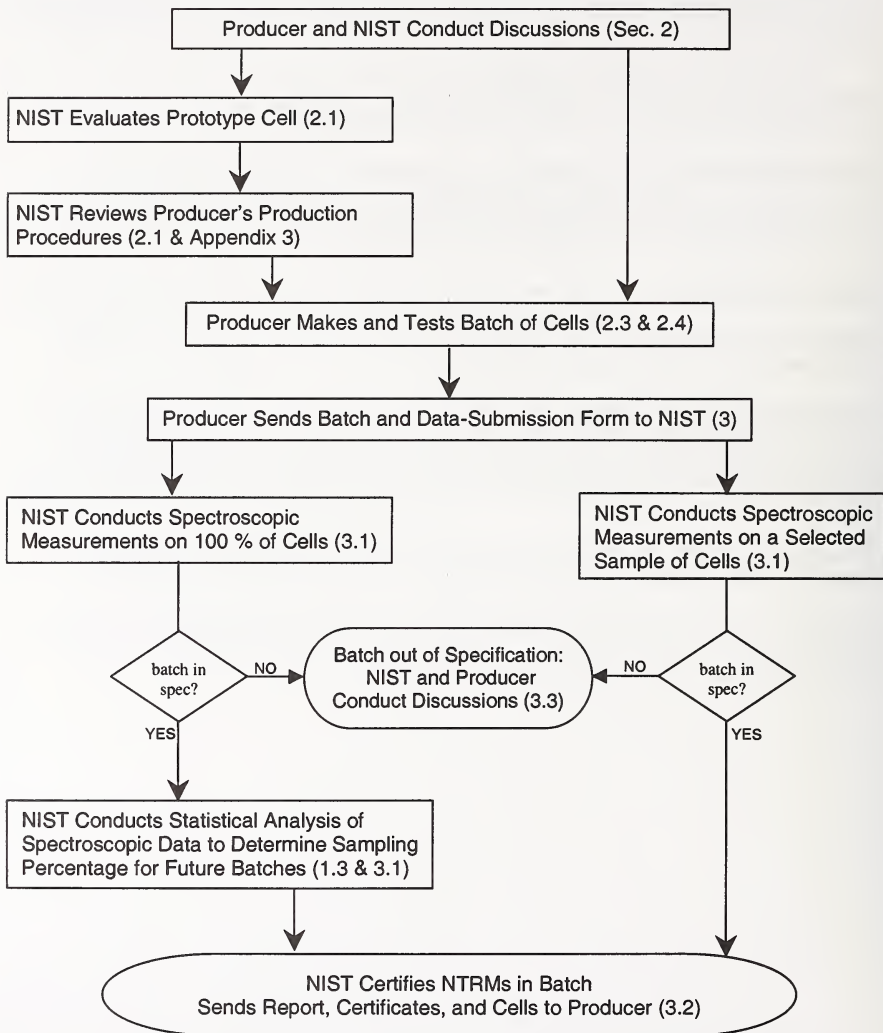 Producer and NIST Conduct Discussions (Sec. 2)
NIST Evaluates Prototype Cell (2.1)
NIST Reviews Producer's Production
Procedures (2.1 & Appendix 3)
Producer Makes and Tests Batch of Cells (2.3 & 2.4)
Producer Sends Batch and Data-Submission Form to NIST (3)
NIST Conducts Spectroscopic
Measurements on 100 % of Cells (3.1)
NIST Conducts Spectroscopic
Measurements on a Selected
Sample of Cells (3.1)
batch in
spec?
NO
Batch out of Specification:
NIST and Producer
Conduct Discussions (3.3)
NO
batch in
spec?
YES
YES
NIST Conducts Statistical Analysis of
Spectroscopic Data to Determine Sampling
Percentage for Future Batches (1.3 & 3.1)
NIST Certifies NTRMs in Batch
Sends Report, Certificates, and Cells to Producer (3.2)